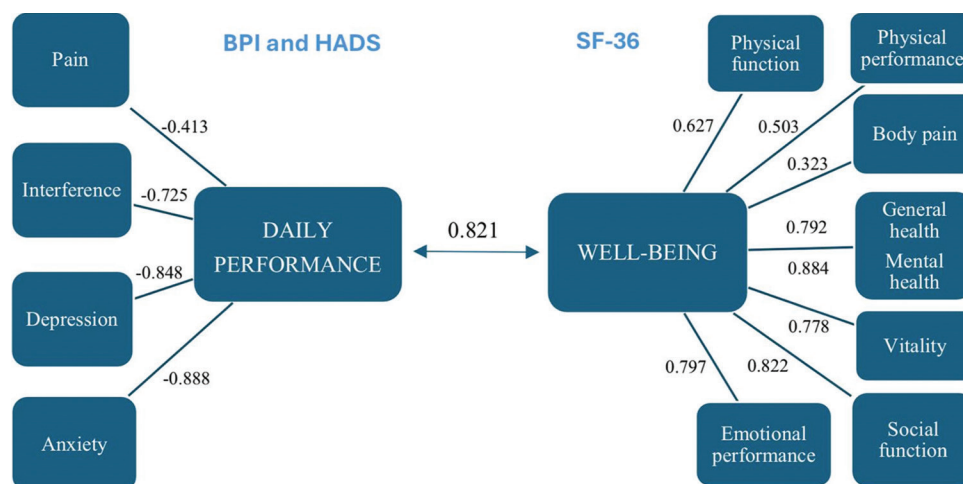 BPI and HADS
SF-36
Pain
Physical
function
Physical
performance
-0.413
0.627
0.503
Body pain
0.323
Interference
-0.725
DAILY
PERFORMANCE
0.821
WELL-BEING
0.792
General
health
0.884
Mental
health
-0.848
Depression
0.778
Vitality
-0.888
0.797
0.822
Anxiety
Emotional
performance
Social
function